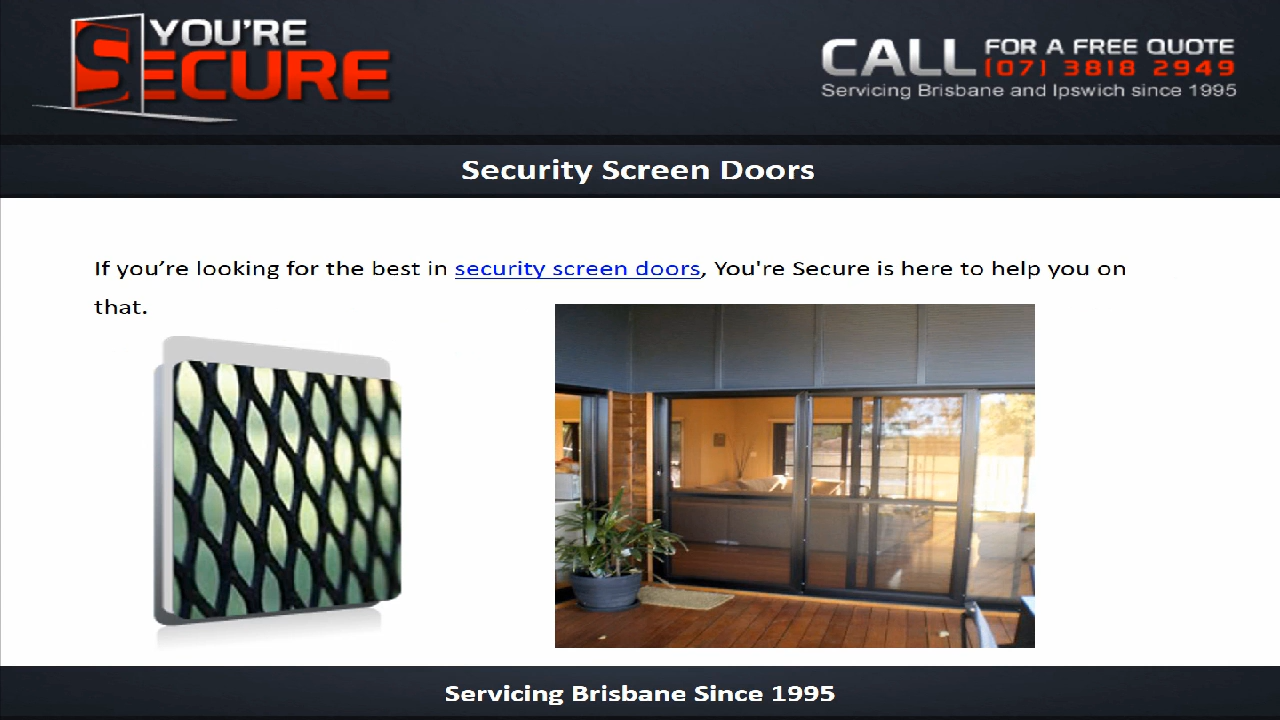 YOU'RE
SECURE
CALL FOR A FREE QUOTE
(07) 3818 2949
Servicing Brisbane and Ipswich since 1995
Security Screen Doors
If you’re looking for the best in security screen doors, You're Secure is here to help you on
that.
Servicing Brisbane Since 1995